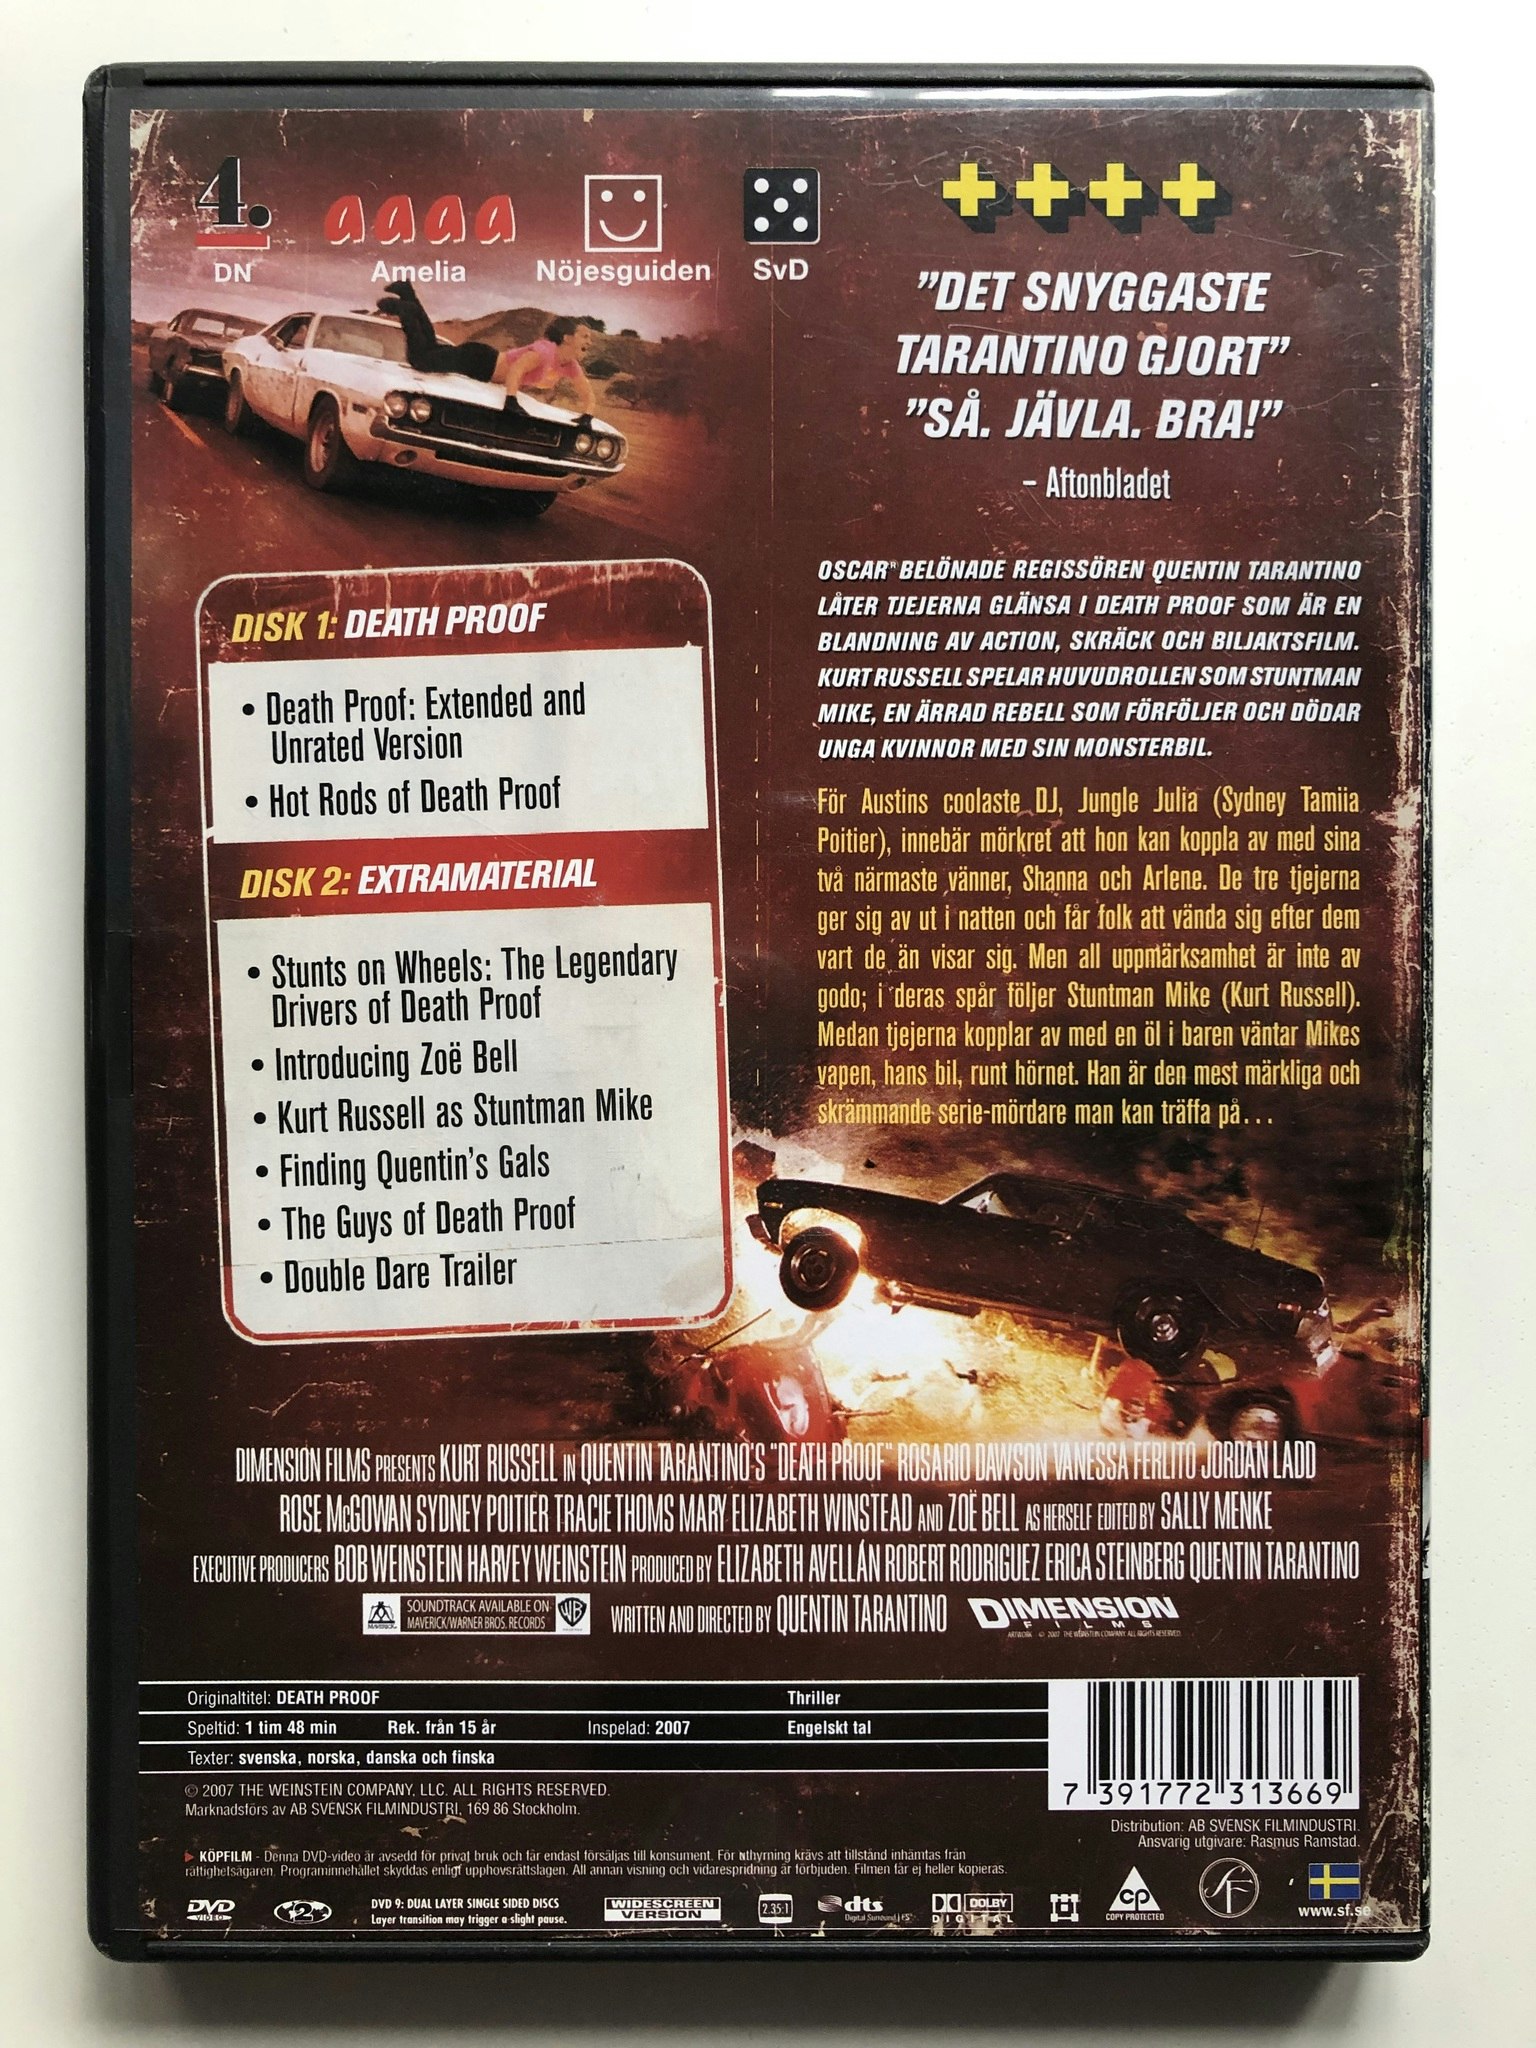 4.
DN
aaaa
Amelia
Nöjesguiden
SvD
++++
”DET SNYGGASTE
TARANTINO GJORT”
”SÅ. JÄVLA. BRA!”
– Aftonbladet
DISK 1: DEATH PROOF
• Death Proof: Extended and
Unrated Version
• Hot Rods of Death Proof
DISK 2: EXTRAMATERIAL
• Stunts on Wheels: The Legendary
Drivers of Death Proof
• Introducing Zoë Bell
• Kurt Russell as Stuntman Mike
• Finding Quentin’s Gals
• The Guys of Death Proof
• Double Dare Trailer
OSCAR® BELÖNADE REGISSÖREN QUENTIN TARANTINO
LÅTER TJEJERNA GLÄNSA I DEATH PROOF SOM ÄR EN
BLANDNING AV ACTION, SKRÄCK OCH BILJAKTSFILM.
KURT RUSSELL SPELAR HUVUDROLLEN SOM STUNTMAN
MIKE, EN ÄRRAD REBELL SOM FÖRFÖLJER OCH DÖDAR
UNGA KVINNOR MED SIN MONSTERBIL.
För Austins coolaste DJ, Jungle Julia (Sydney Tamiia
Poitier), innebär mörkret att hon kan koppla av med sina
två närmaste vänner, Shanna och Arlene. De tre tjejerna
ger sig av ut i natten och får folk att vända sig efter dem
vart de än visar sig. Men all uppmärksamhet är inte av
godo; i deras spår följer Stuntman Mike (Kurt Russell).
Medan tjejerna kopplar av med en öl i baren väntar Mikes
vapen, hans bil, runt hörnet. Han är den mest märkliga och
skrämmande serie-mördare man kan träffa på...
DIMENSION FILMS PRESENTS KURT RUSSELL IN QUENTIN TARANTINO'S "DEATH PROOF" ROSARIO DAWSON VANESSA FERLITO JORDAN LADD
ROSE McGOWAN SYDNEY POITIER TRACIE THOMS MARY ELIZABETH WINSTEAD AND ZOË BELL AS HERSELF EDITED BY SALLY MENKE
EXECUTIVE PRODUCERS BOB WEINSTEIN HARVEY WEINSTEIN PRODUCED BY ELIZABETH AVELLÁN ROBERT RODRIGUEZ ERICA STEINBERG QUENTIN TARANTINO
MAVERICK SOUNDTRACK AVAILABLE ON
MAVERICK/WARNER BROS. RECORDS WB
WRITTEN AND DIRECTED BY QUENTIN TARANTINO
DIMENSION
FILMS
ARTWORK © 2007 THE WEINSTEIN COMPANY. ALL RIGHTS RESERVED.
Originaltitel: DEATH PROOF Thriller
Speltid: 1 tim 48 min Rek. från 15 år Inspelad: 2007 Engelskt tal
Texter: svenska, norska, danska och finska
7 391772 313669
© 2007 THE WEINSTEIN COMPANY, LLC. ALL RIGHTS RESERVED.
Marknadsförs av AB SVENSK FILMINDUSTRI, 169 86 Stockholm.
Distribution: AB SVENSK FILMINDUSTRI.
Ansvarig utgivare: Rasmus Ramstad.
KÖPFILM - Denna DVD-video är avsedd för privat bruk och får endast försäljas till konsument. För uthyrning krävs att tillstånd inhämtas från
rättighetsägaren. Programinnehållet skyddas enligt upphovsrättslagen. All annan visning och vidarespridning är förbjuden. Filmen får ej heller kopieras.
DVD
VIDEO
2
DVD 9: DUAL LAYER SINGLE SIDED DISCS
Layer transition may trigger a slight pause.
WIDESCREEN
VERSION
2.35:1
dts
Digital Surround | ES
DOLBY
DIGITAL
CP
COPY PROTECTED
SF
www.sf.se